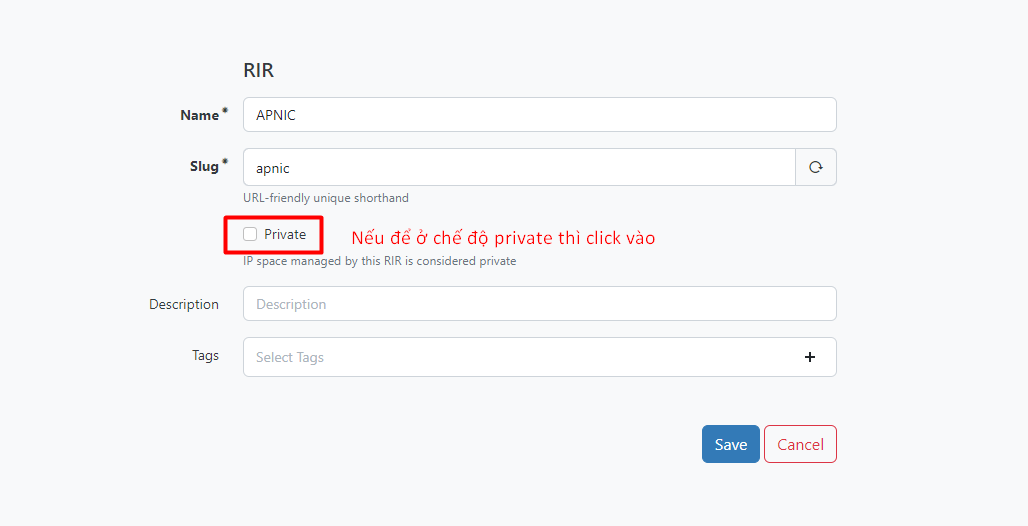 RIR
Name* APNIC
Slug* apnic
URL-friendly unique shorthand
Private Nếu để ở chế độ private thì click vào
IP space managed by this RIR is considered private
Description Description
Tags Select Tags +
Save Cancel